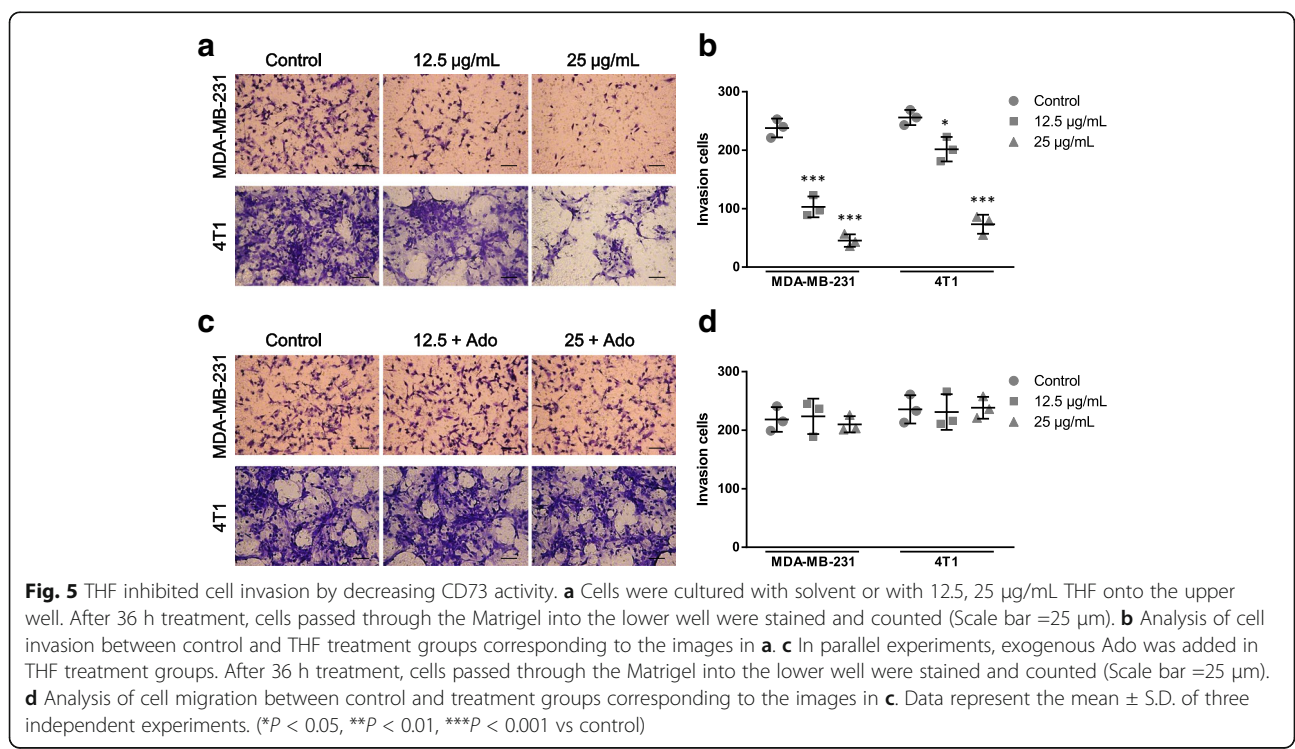 a
Control 12.5 µg/mL 25 µg/mL
MDA-MB-231
4T1
b
300
200
100
0
Invasion cells
***
***
*
***
MDA-MB-231 4T1
Control
12.5 µg/mL
25 µg/mL
c
Control 12.5 + Ado 25 + Ado
MDA-MB-231
4T1
d
300
200
100
0
Invasion cells
MDA-MB-231 4T1
Control
12.5 µg/mL
25 µg/mL
Fig. 5 THF inhibited cell invasion by decreasing CD73 activity. a Cells were cultured with solvent or with 12.5, 25 µg/mL THF onto the upper
well. After 36 h treatment, cells passed through the Matrigel into the lower well were stained and counted (Scale bar =25 µm). b Analysis of cell
invasion between control and THF treatment groups corresponding to the images in a. c In parallel experiments, exogenous Ado was added in
THF treatment groups. After 36 h treatment, cells passed through the Matrigel into the lower well were stained and counted (Scale bar =25 µm).
d Analysis of cell migration between control and treatment groups corresponding to the images in c. Data represent the mean ± S.D. of three
independent experiments. (*P < 0.05, **P < 0.01, ***P < 0.001 vs control)